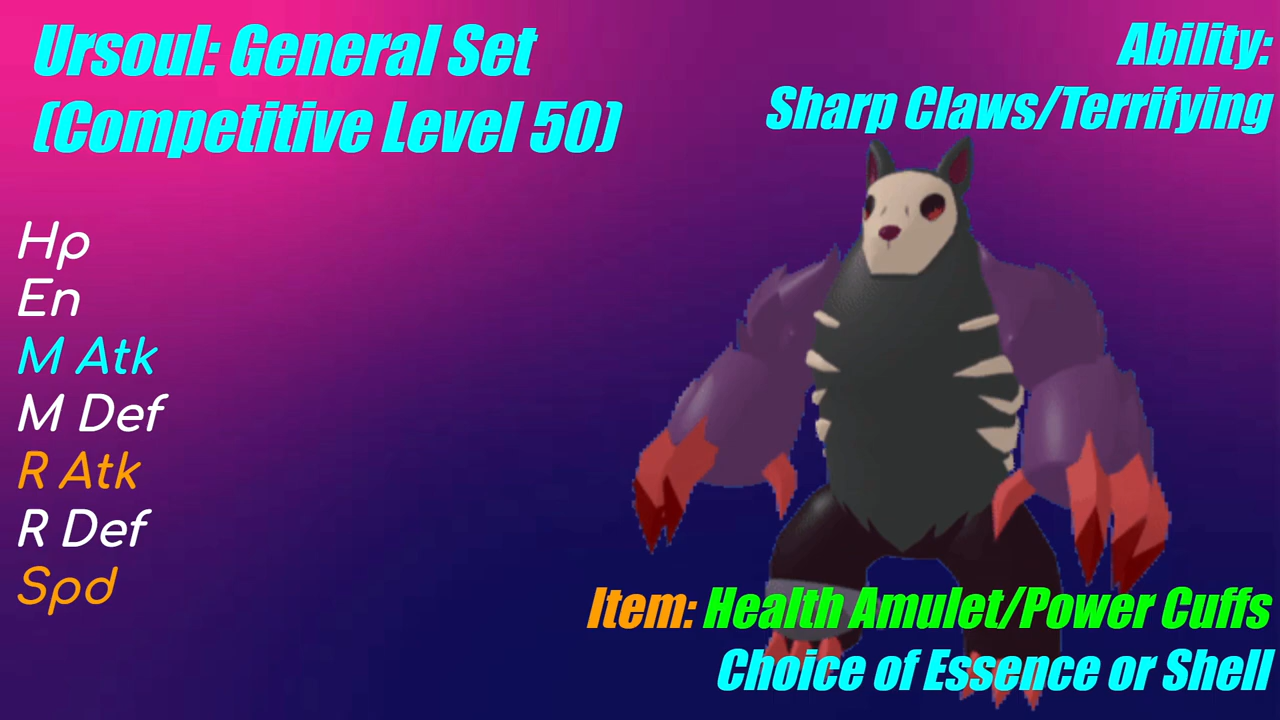 Ursoul: General Set
(Competitive Level 50)
Ability:
Sharp Claws/Terrifying
Hp
En
M Atk
M Def
R Atk
R Def
Spd
Item: Health Amulet/Power Cuffs
Choice of Essence or Shell